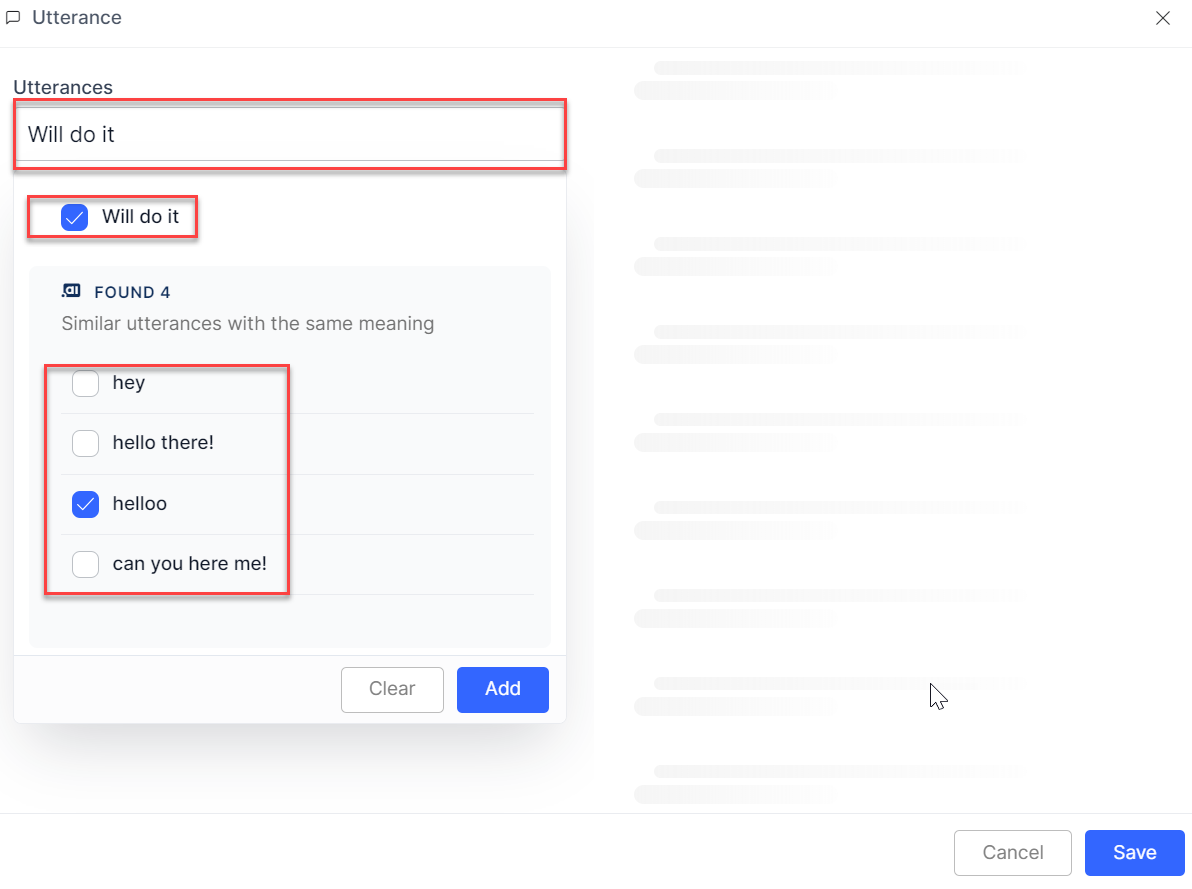 Utterance
Utterances
Will do it
Will do it
.ai FOUND 4
Similar utterances with the same meaning
hey
hello there!
helloo
can you here me!
Clear Add
Cancel Save